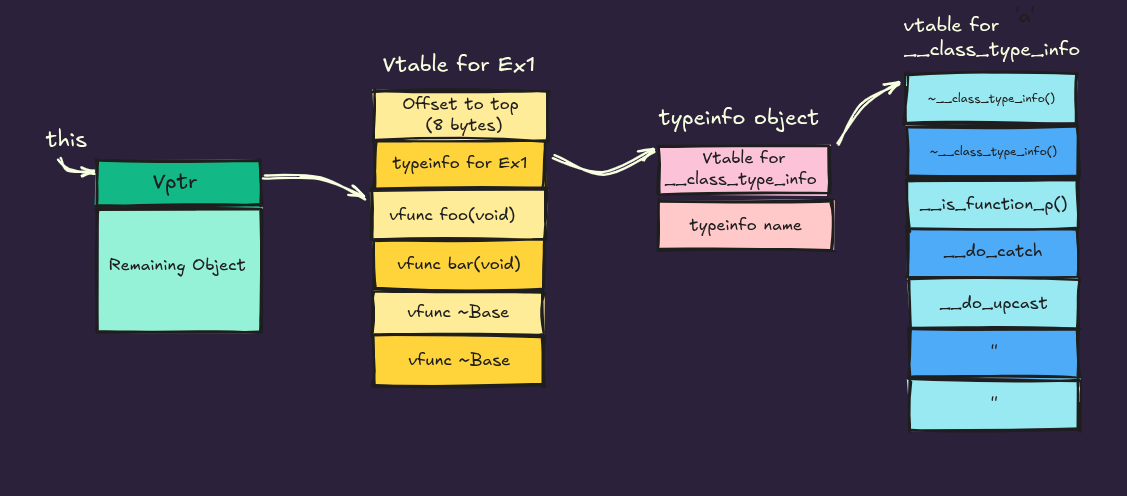 this
Vptr
Remaining Object
Vtable for Ex1
Offset to top
(8 bytes)
typeinfo for Ex1
vfunc foo(void)
vfunc bar(void)
vfunc ~Base
vfunc ~Base
typeinfo object
Vtable for
__class_type_info
typeinfo name
'a'
vtable for
__class_type_info
~__class_type_info()
~__class_type_info()
__is_function_p()
__do_catch
__do_upcast
"
"